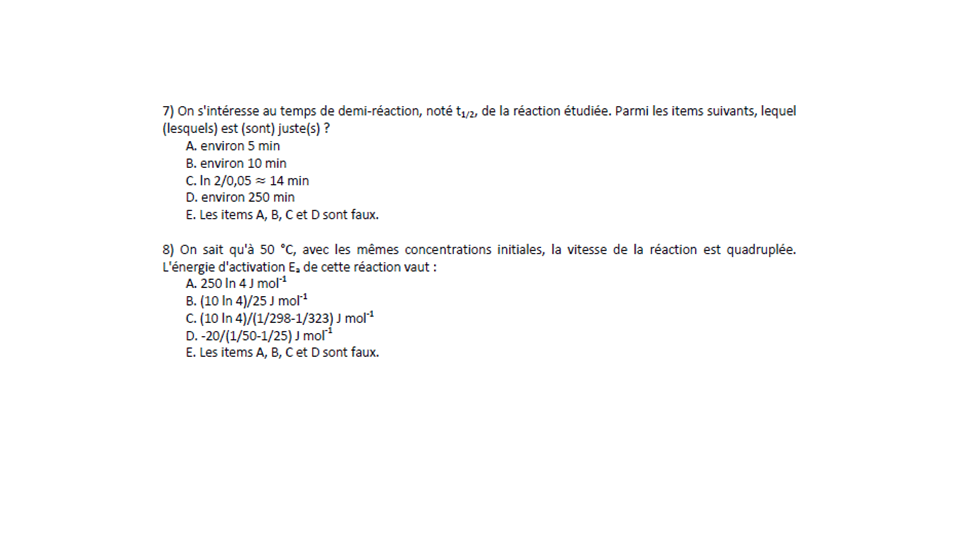 7) On s'intéresse au temps de demi-réaction, noté t1/2, de la réaction étudiée. Parmi les items suivants, lequel
(lesquels) est (sont) juste(s) ?
A. environ 5 min
B. environ 10 min
C. ln 2/0,05 ≈ 14 min
D. environ 250 min
E. Les items A, B, C et D sont faux.
8) On sait qu'à 50 °C, avec les mêmes concentrations initiales, la vitesse de la réaction est quadruplée.
L'énergie d'activation Ea de cette réaction vaut :
A. 250 ln 4 J mol⁻¹
B. (10 ln 4)/25 J mol⁻¹
C. (10 ln 4)/(1/298-1/323) J mol⁻¹
D. -20/(1/50-1/25) J mol⁻¹
E. Les items A, B, C et D sont faux.